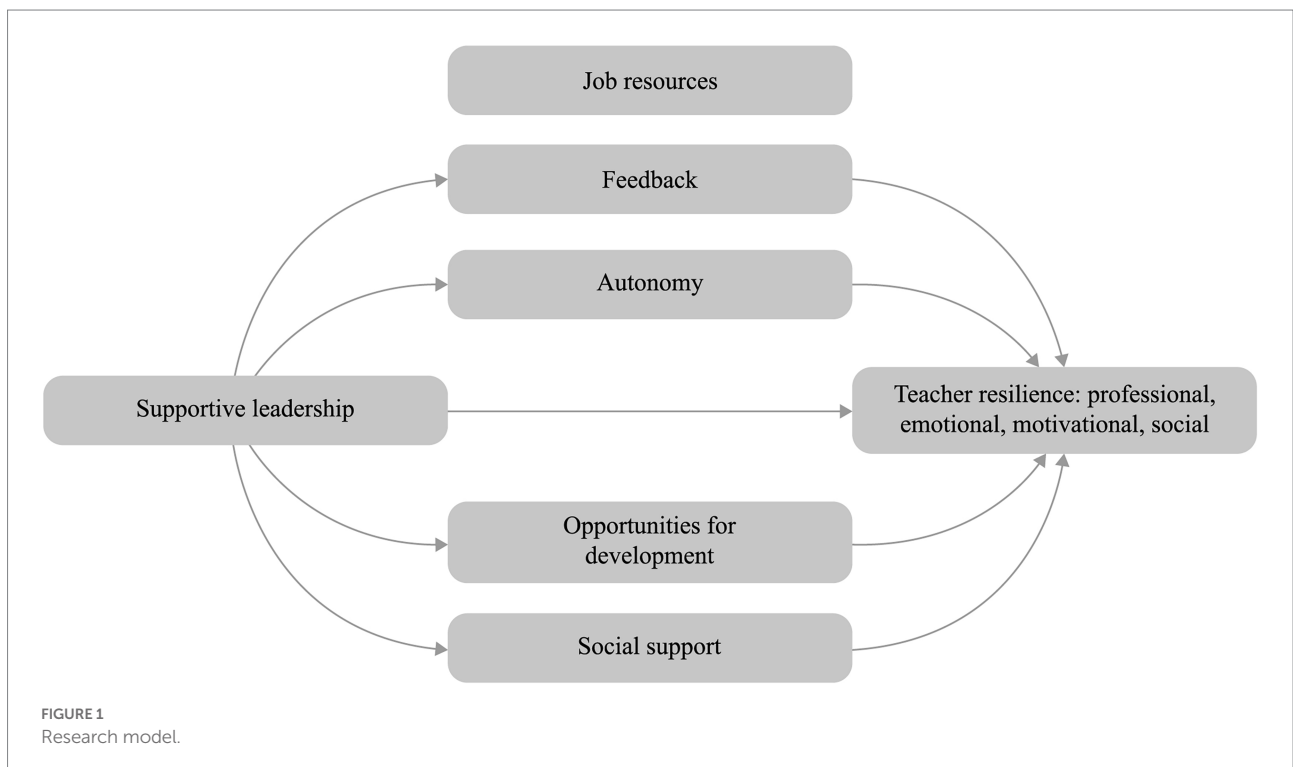 Job resources
Feedback
Autonomy
Supportive leadership
Teacher resilience: professional,
emotional, motivational, social
Opportunities for
development
Social support
FIGURE 1
Research model.